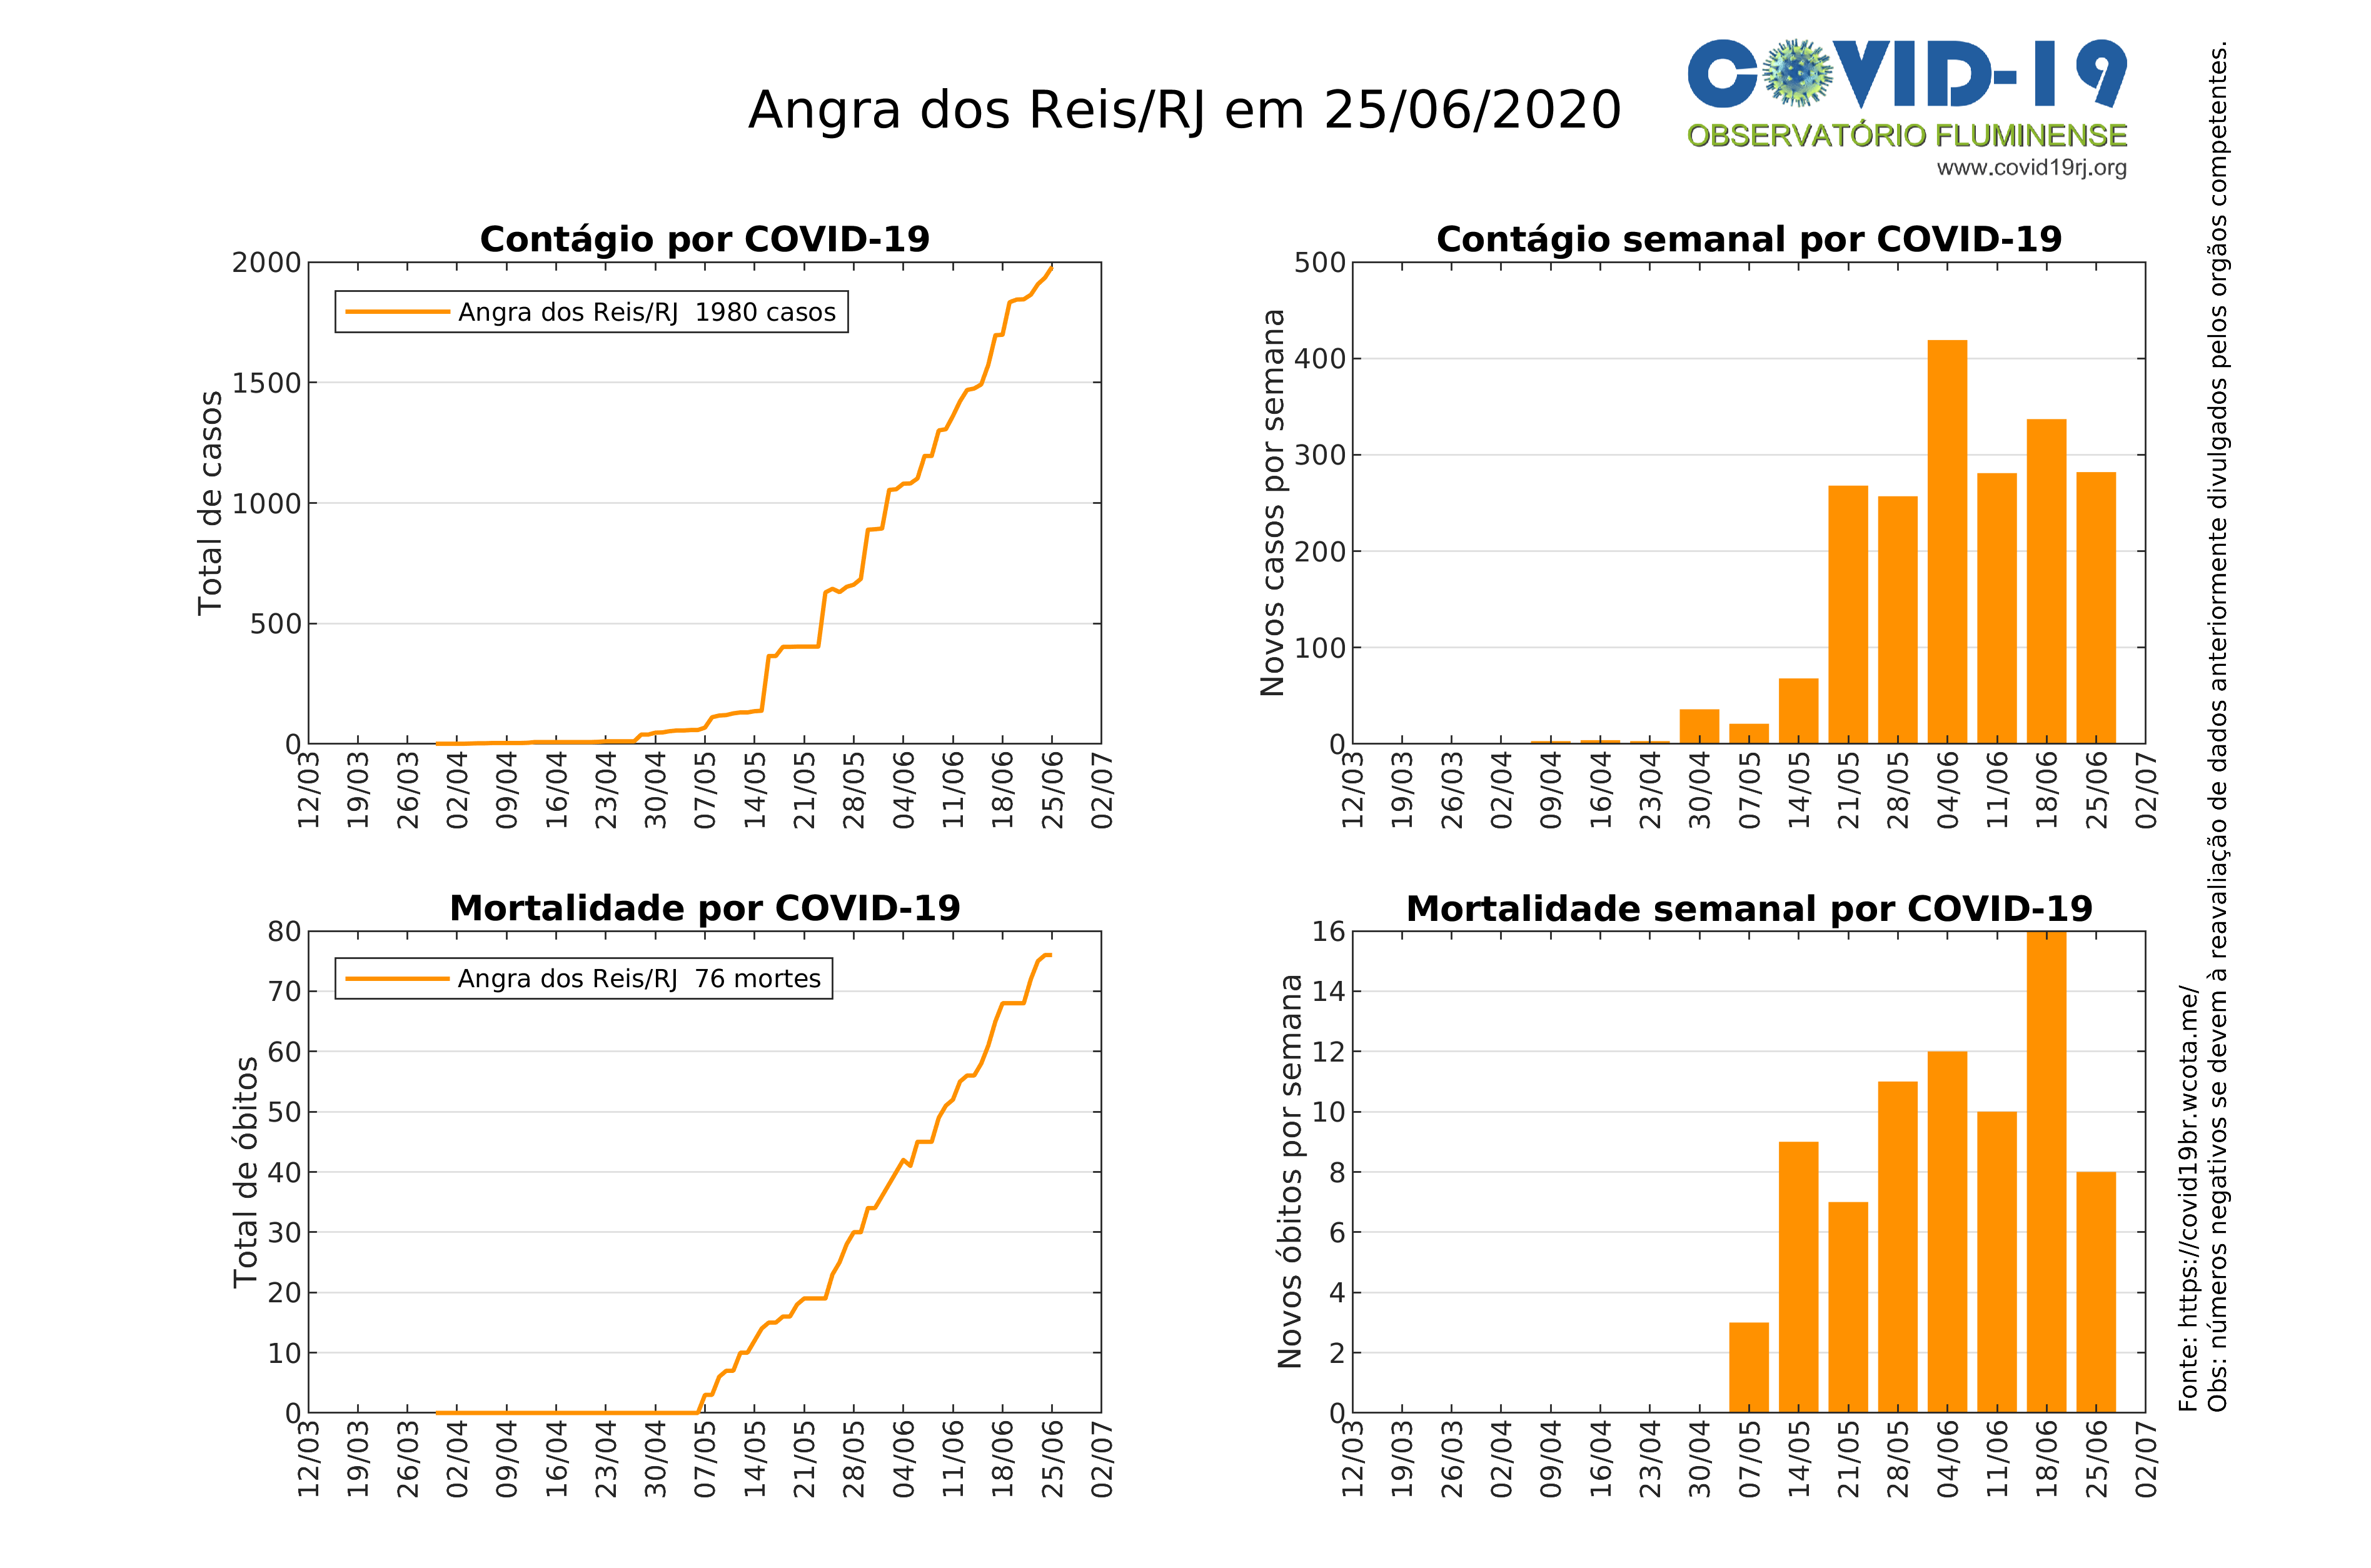 Angra dos Reis/RJ em 25/06/2020
COVID-19
OBSERVATÓRIO FLUMINENSE
www.covid19rj.org
Contágio por COVID-19
Total de casos
2000
1500
1000
500
0
Angra dos Reis/RJ 1980 casos
12/03 19/03 26/03 02/04 09/04 16/04 23/04 30/04 07/05 14/05 21/05 28/05 04/06 11/06 18/06 25/06 02/07
Contágio semanal por COVID-19
Novos casos por semana
500
400
300
200
100
0
12/03 19/03 26/03 02/04 09/04 16/04 23/04 30/04 07/05 14/05 21/05 28/05 04/06 11/06 18/06 25/06 02/07
Mortalidade por COVID-19
Total de óbitos
80
70
60
50
40
30
20
10
0
Angra dos Reis/RJ 76 mortes
12/03 19/03 26/03 02/04 09/04 16/04 23/04 30/04 07/05 14/05 21/05 28/05 04/06 11/06 18/06 25/06 02/07
Mortalidade semanal por COVID-19
Novos óbitos por semana
16
14
12
10
8
6
4
2
0
12/03 19/03 26/03 02/04 09/04 16/04 23/04 30/04 07/05 14/05 21/05 28/05 04/06 11/06 18/06 25/06 02/07
Fonte: https://covid19br.wcota.me/
Obs: números negativos se devem à reavaliação de dados anteriormente divulgados pelos orgãos competentes.